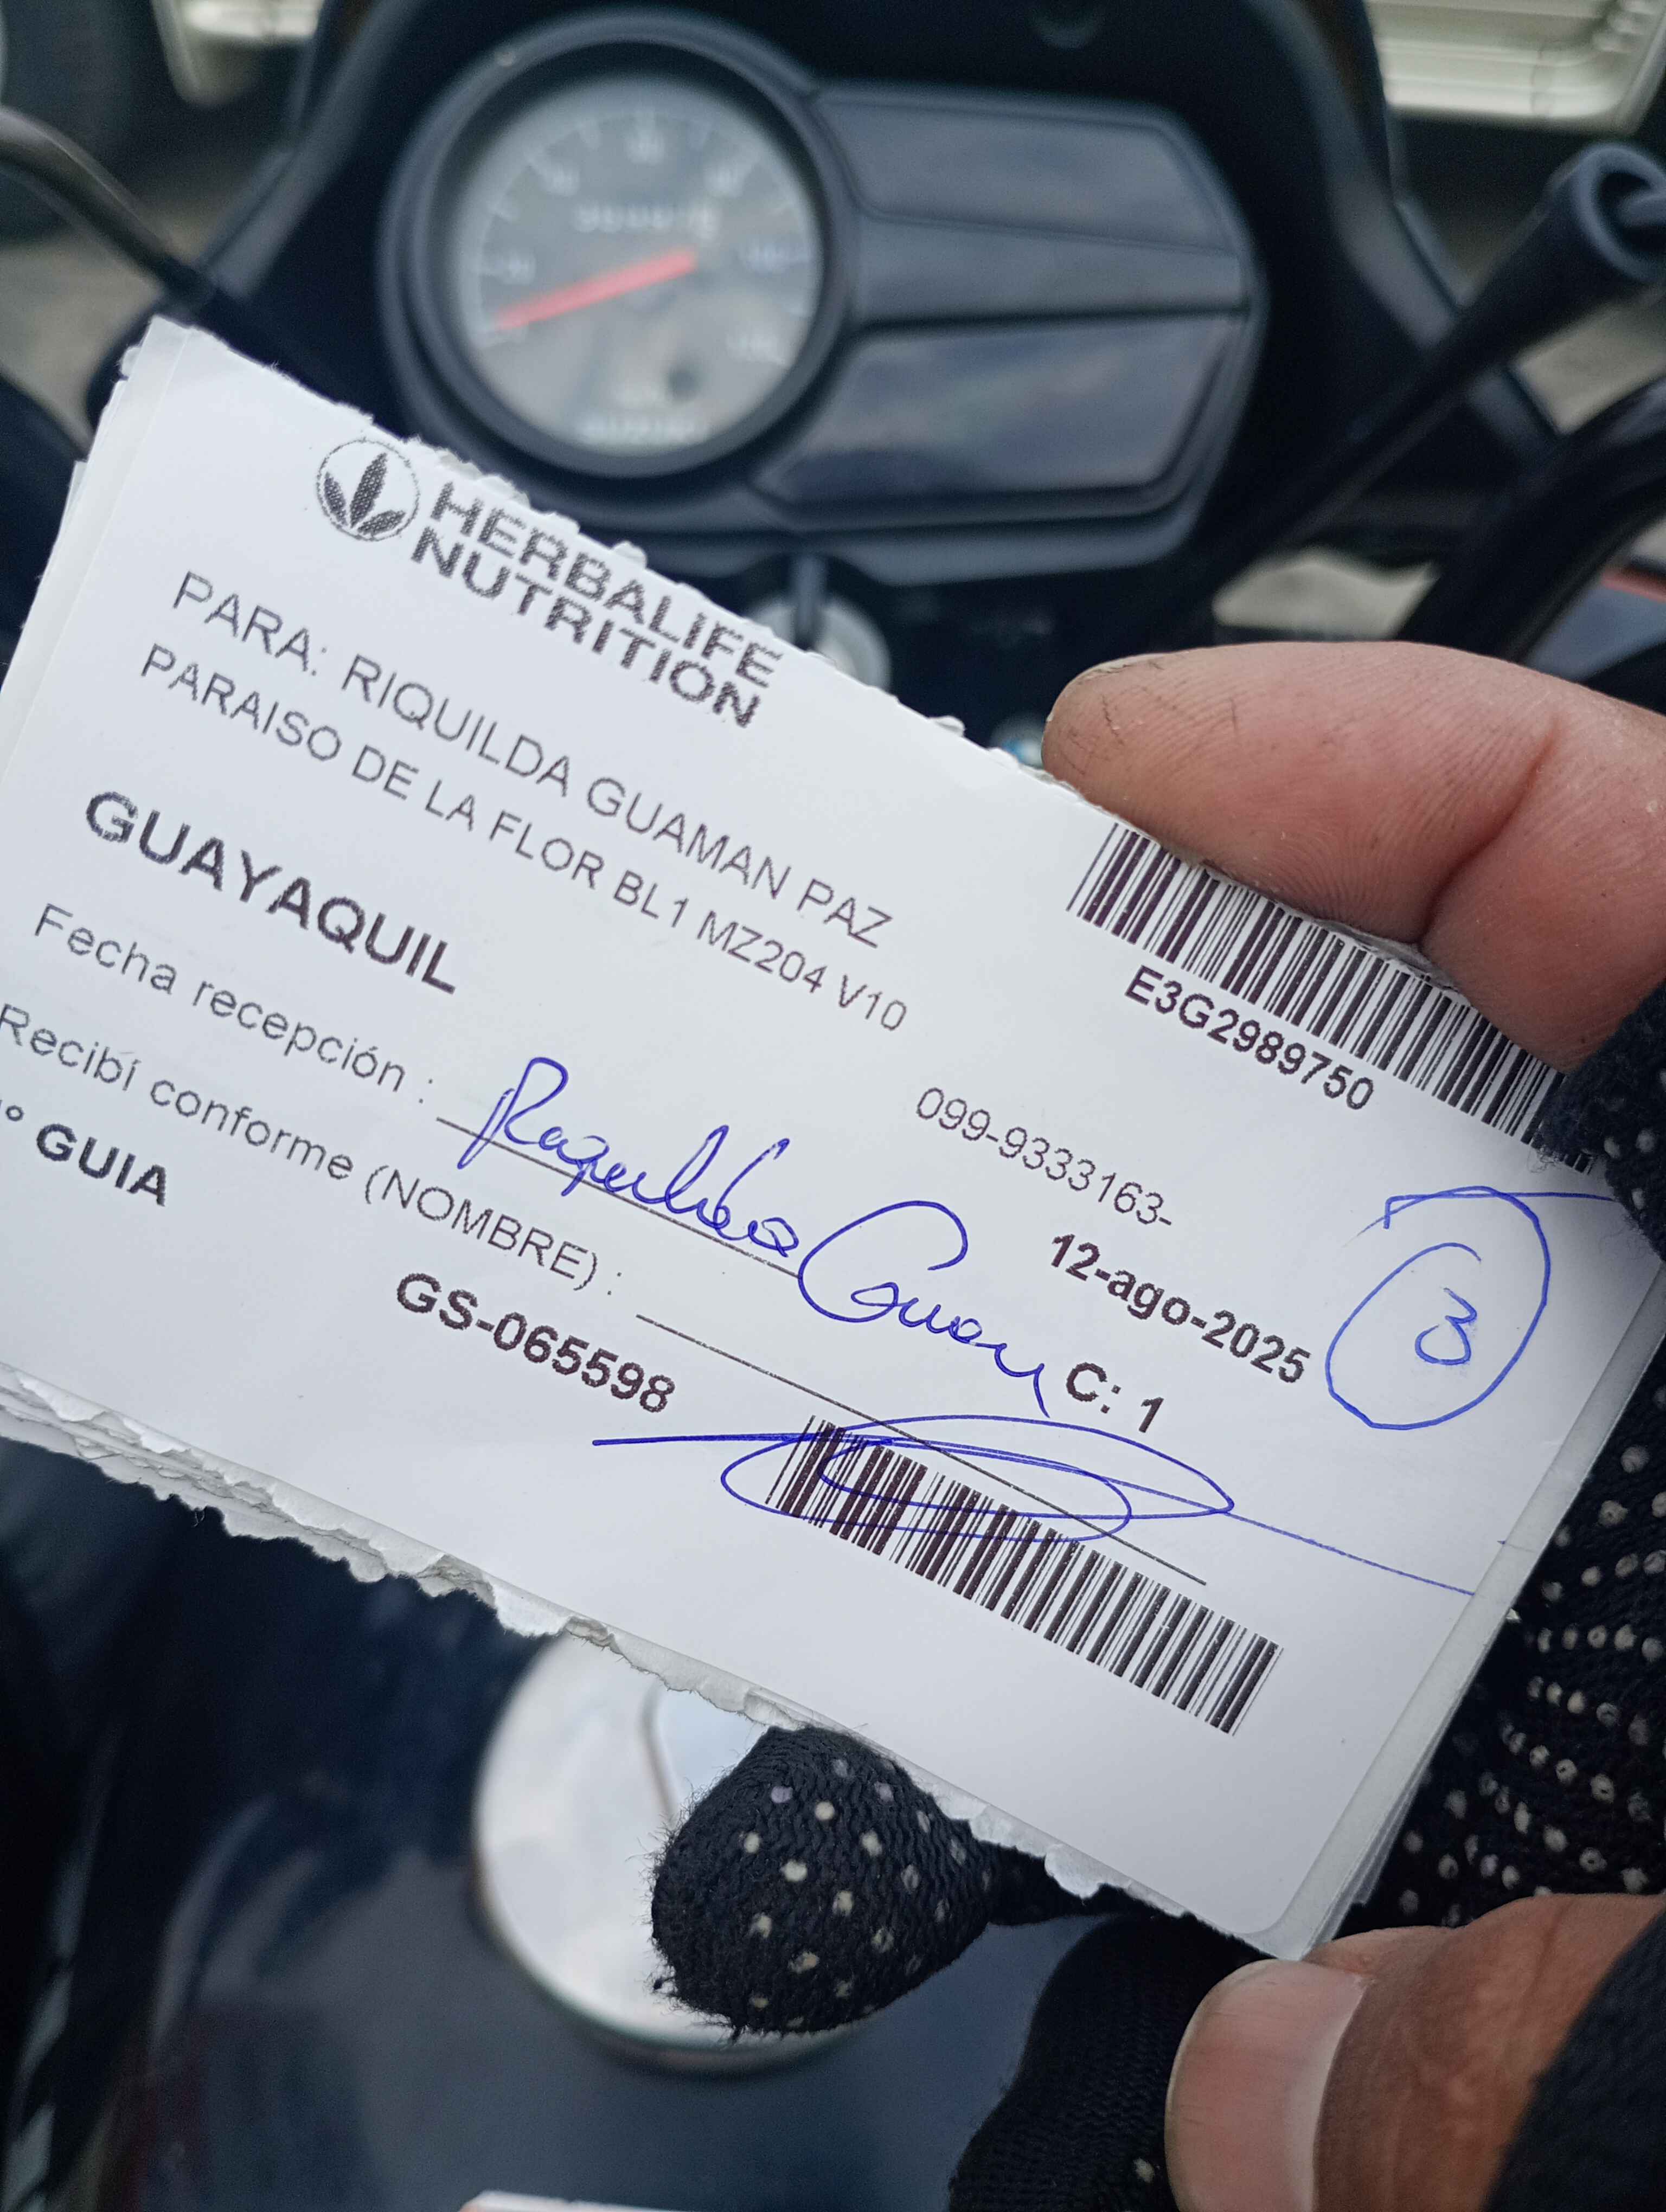 HERBALIFE
NUTRITION
PARA: RIQUILDA GUAMAN PAZ
PARAISO DE LA FLOR BL1 MZ204 V10
E3G2989750
GUAYAQUIL
099-9333163-
Fecha recepción :
12-ago-2025
3
Recibí conforme (NOMBRE) :
C: 1
° GUIA
GS-065598
SUZUKI